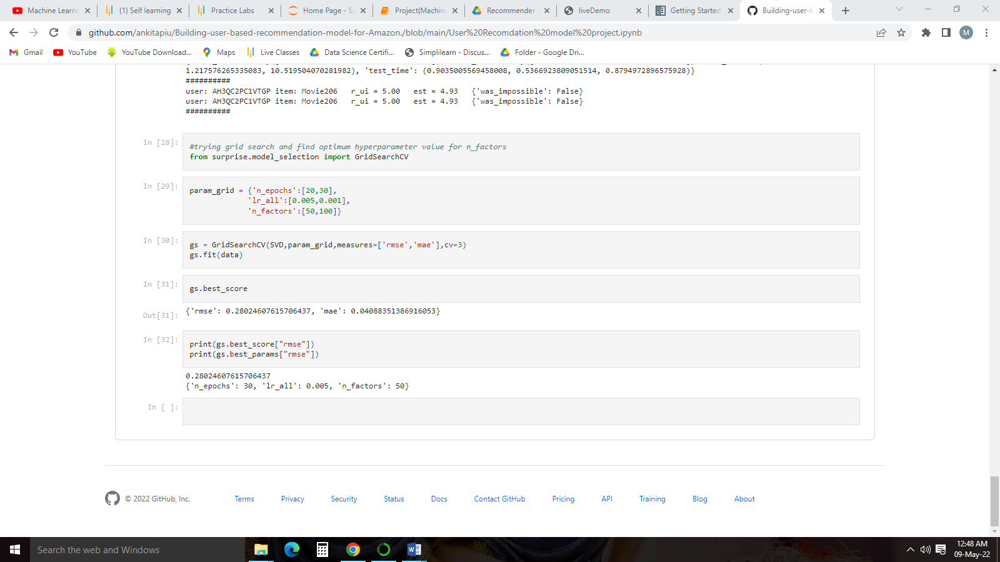 Machine Learni
(1) Self learning
Practice Labs
Home Page - Se
Project(Machine
Recommender
liveDemo
Getting Started
Building-user-b
github.com/ankitapiu/Building-user-based-recommendation-model-for-Amazon./blob/main/User%20Recomdation%20model%20project.ipynb
M
Gmail
YouTube
YouTube Download...
Maps
Live Classes
Data Science Certifi...
Simplilearn - Discus...
Folder - Google Dri...
1.217576265335083, 10.519504070281982), 'test_time': (0.9035005569458008, 0.5366923809051514, 0.8794972896575928)}
##########
user: AH3QC2PC1VTGP item: Movie206 r_ui = 5.00 est = 4.93 {'was_impossible': False}
user: AH3QC2PC1VTGP item: Movie206 r_ui = 5.00 est = 4.93 {'was_impossible': False}
##########
In [28]:
#trying grid search and find optimum hyperparameter value for n_factors
from surprise.model_selection import GridSearchCV
In [29]:
param_grid = {'n_epochs':[20,30],
'lr_all':[0.005,0.001],
'n_factors':[50,100]}
In [30]:
gs = GridSearchCV(SVD,param_grid,measures=['rmse','mae'],cv=3)
gs.fit(data)
In [31]:
gs.best_score
Out[31]:
{'rmse': 0.28024607615706437, 'mae': 0.04088351386916053}
In [32]:
print(gs.best_score["rmse"])
print(gs.best_params["rmse"])
0.28024607615706437
{'n_epochs': 30, 'lr_all': 0.005, 'n_factors': 50}
In [ ]:
© 2022 GitHub, Inc.
Terms
Privacy
Security
Status
Docs
Contact GitHub
Pricing
API
Training
Blog
About
Search the web and Windows
12:48 AM
09-May-22